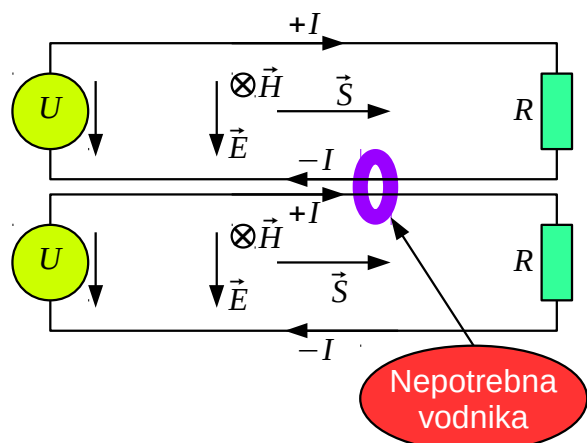 +I
U
⊗H⃗
S⃗
E⃗
R
−I
+I
U
⊗H⃗
E⃗
S⃗
R
−I
Nepotrebna
vodnika